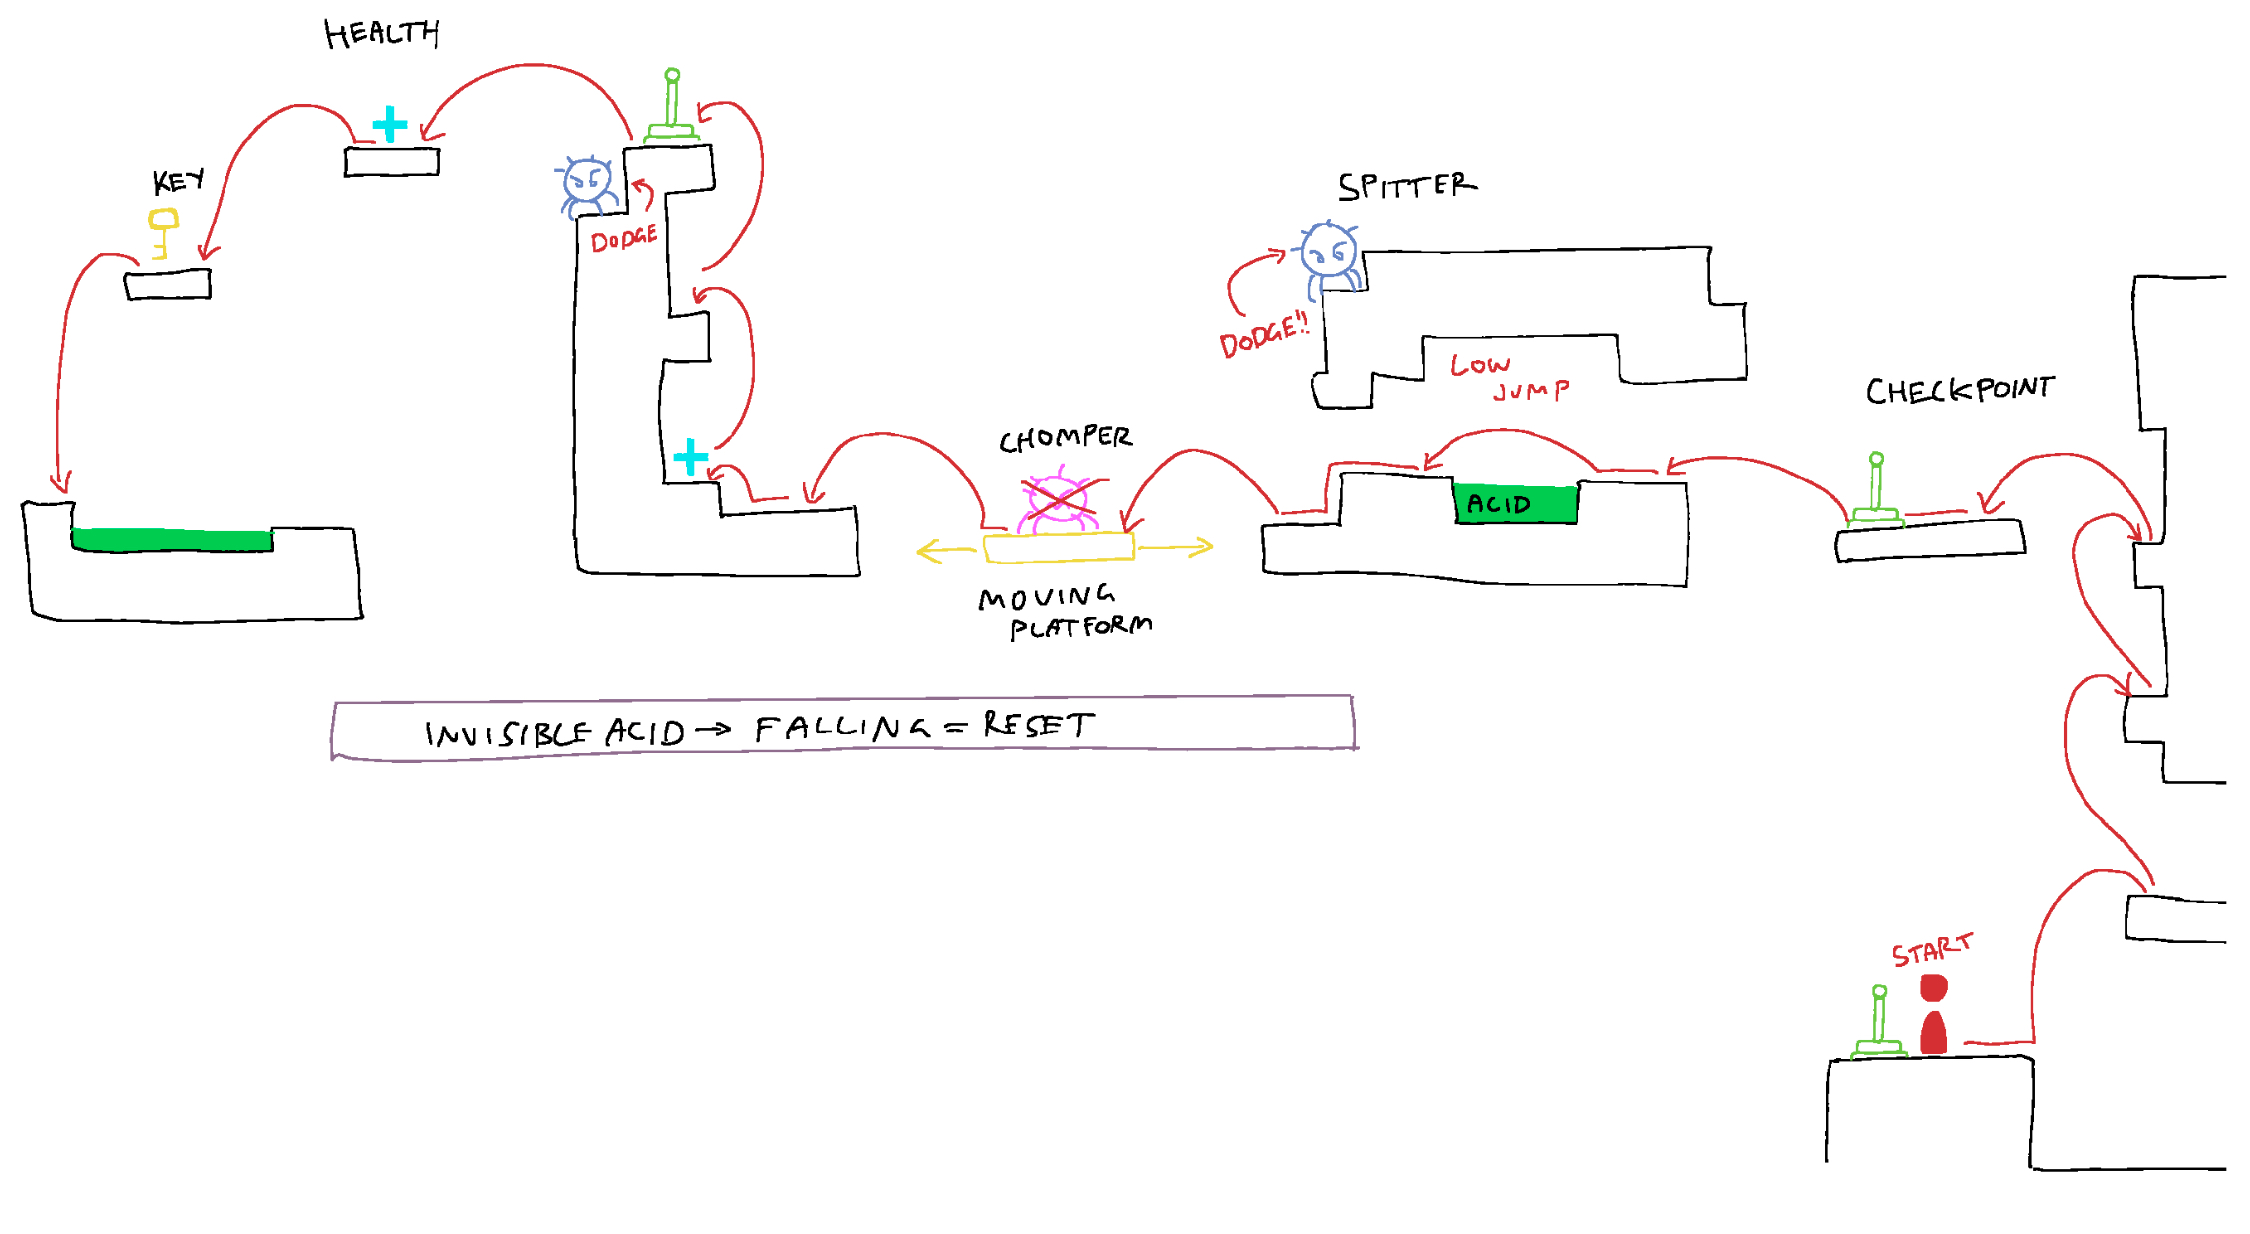 HEALTH
KEY
DODGE
SPITTER
DODGE!!
LOW
JUMP
CHECKPOINT
CHOMPER
ACID
MOVING
PLATFORM
INVISIBLE ACID → FALLING = RESET
START